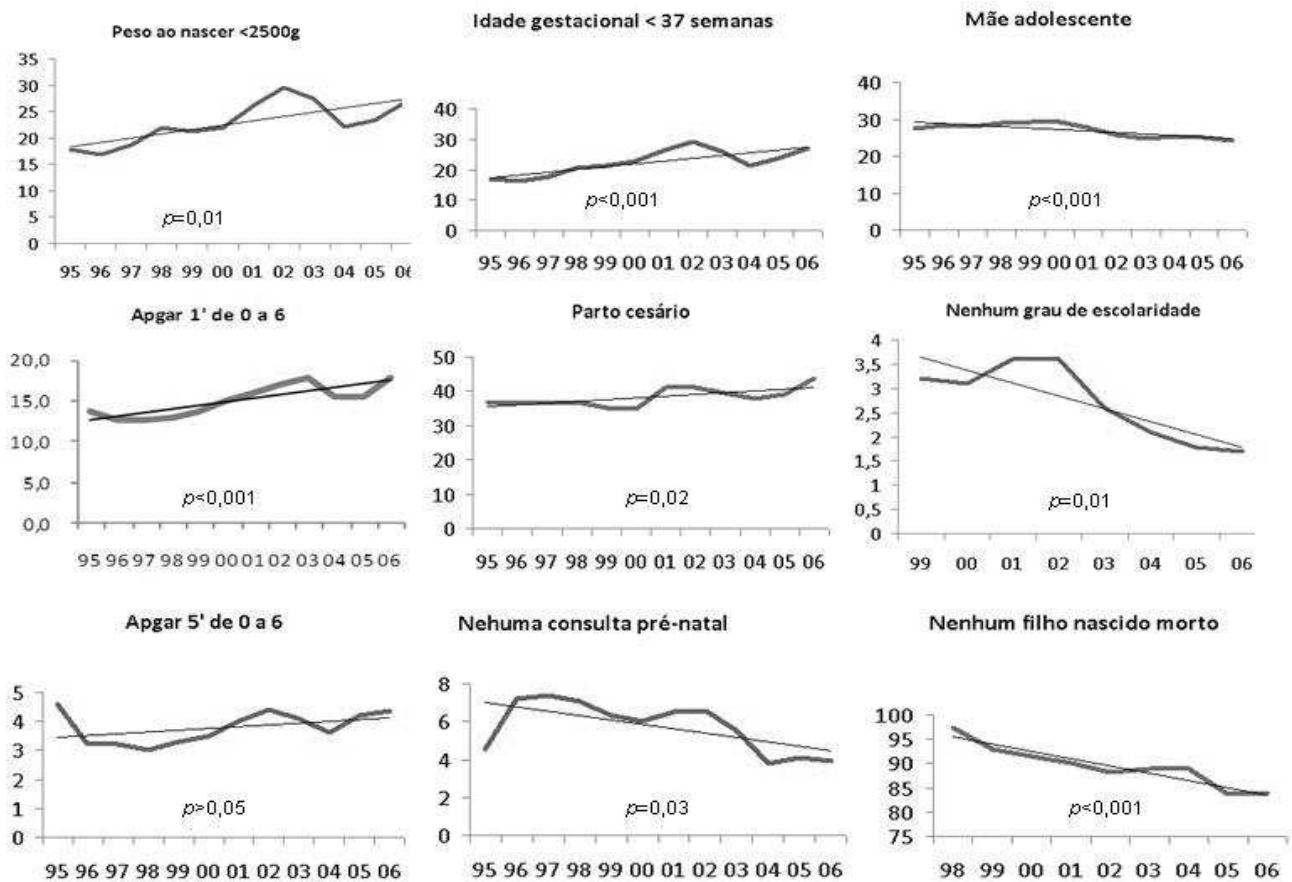 Peso ao nascer <2500g
35
30
25
20
15
10
5
0
p=0,01
95 96 97 98 99 00 01 02 03 04 05 06
Idade gestacional < 37 semanas
40
30
20
10
0
p<0,001
95 96 97 98 99 00 01 02 03 04 05 06
Mãe adolescente
40
30
20
10
0
p<0,001
95 96 97 98 99 00 01 02 03 04 05 06
Apgar 1' de 0 a 6
20,0
15,0
10,0
5,0
0,0
p<0,001
95 96 97 98 99 00 01 02 03 04 05 06
Parto cesário
50
40
30
20
10
0
p=0,02
95 96 97 98 99 00 01 02 03 04 05 06
Nenhum grau de escolaridade
4
3,5
3
2,5
2
1,5
1
0,5
0
p=0,01
99 00 01 02 03 04 05 06
Apgar 5' de 0 a 6
5
4
3
2
1
0
p>0,05
95 96 97 98 99 00 01 02 03 04 05 06
Nehuma consulta pré-natal
8
6
4
2
0
p=0,03
95 96 97 98 99 00 01 02 03 04 05 06
Nenhum filho nascido morto
100
95
90
85
80
75
p<0,001
98 99 00 01 02 03 04 05 06